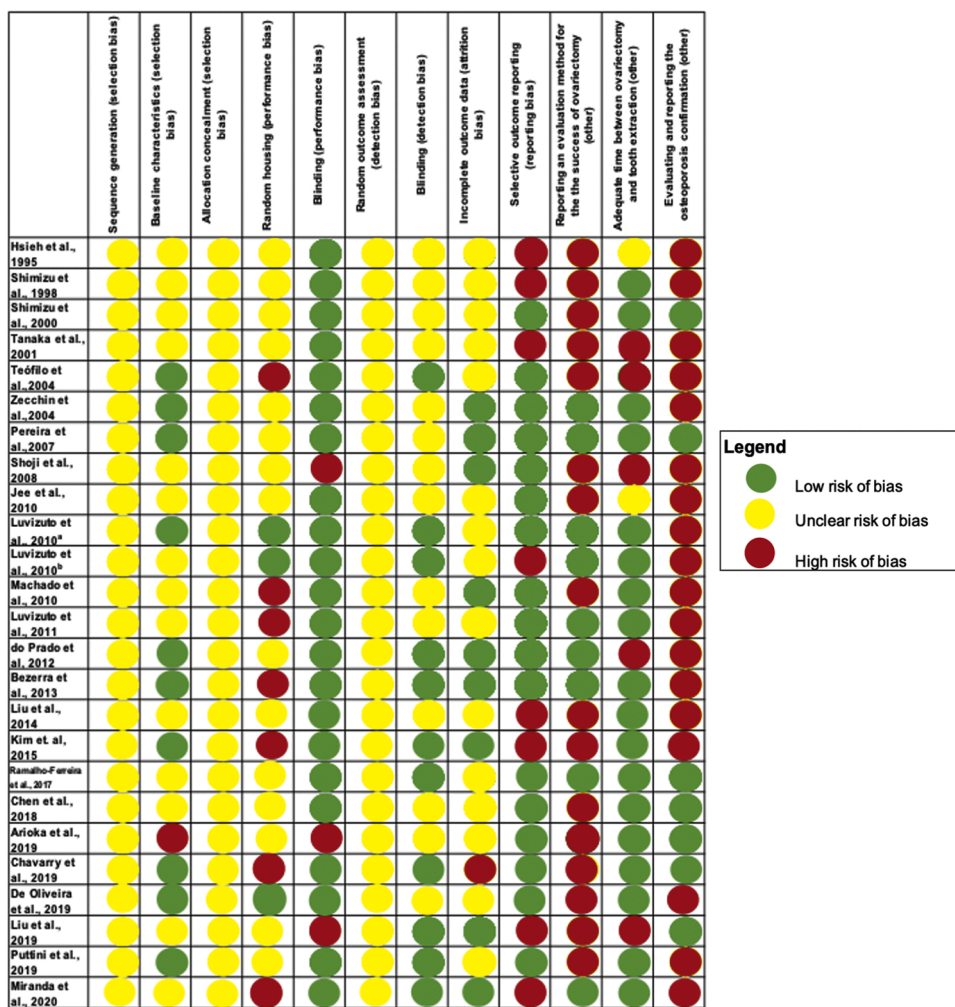 Sequence generation (selection bias)
Baseline characteristics (selection
bias)
Allocation concealment (selection
bias)
Random housing (performance bias)
Blinding (performance bias)
Random outcome assessment
(detection bias)
Blinding (detection bias)
Incomplete outcome data (attrition
bias)
Selective outcome reporting
(reporting bias)
Reporting an evaluation method for
the the success of ovariectomy
(other)
Adequate time between ovariectomy
and tooth extraction (other)
Evaluating and reporting the
osteoporosis confirmation (other)
Hsieh et al.,
1995
Shimizu et
al., 1998
Shimizu et
al., 2000
Tanaka et al.,
2001
Teófilo et
al.,2004
Zecchin et
al.,2004
Pereira et
al., 2007
Shoji et al.,
2008
Jee et al.,
2010
Luvizuto et
al., 2010ª
Luvizuto et
al., 2010ᵇ
Machado et
al., 2010
Luvizuto et
al., 2011
do Prado et
al, 2012
Bezerra et
al., 2013
Liu et al.,
2014
Kim et. al,
2015
Ramalho-Ferreira
et al., 2017
Chen et al.,
2018
Arioka et al.,
2019
Chavarry et
al., 2019
De Oliveira
et al., 2019
Liu et al.,
2019
Puttini et al.,
2019
Miranda et
al., 2020
Legend
Low risk of bias
Unclear risk of bias
High risk of bias